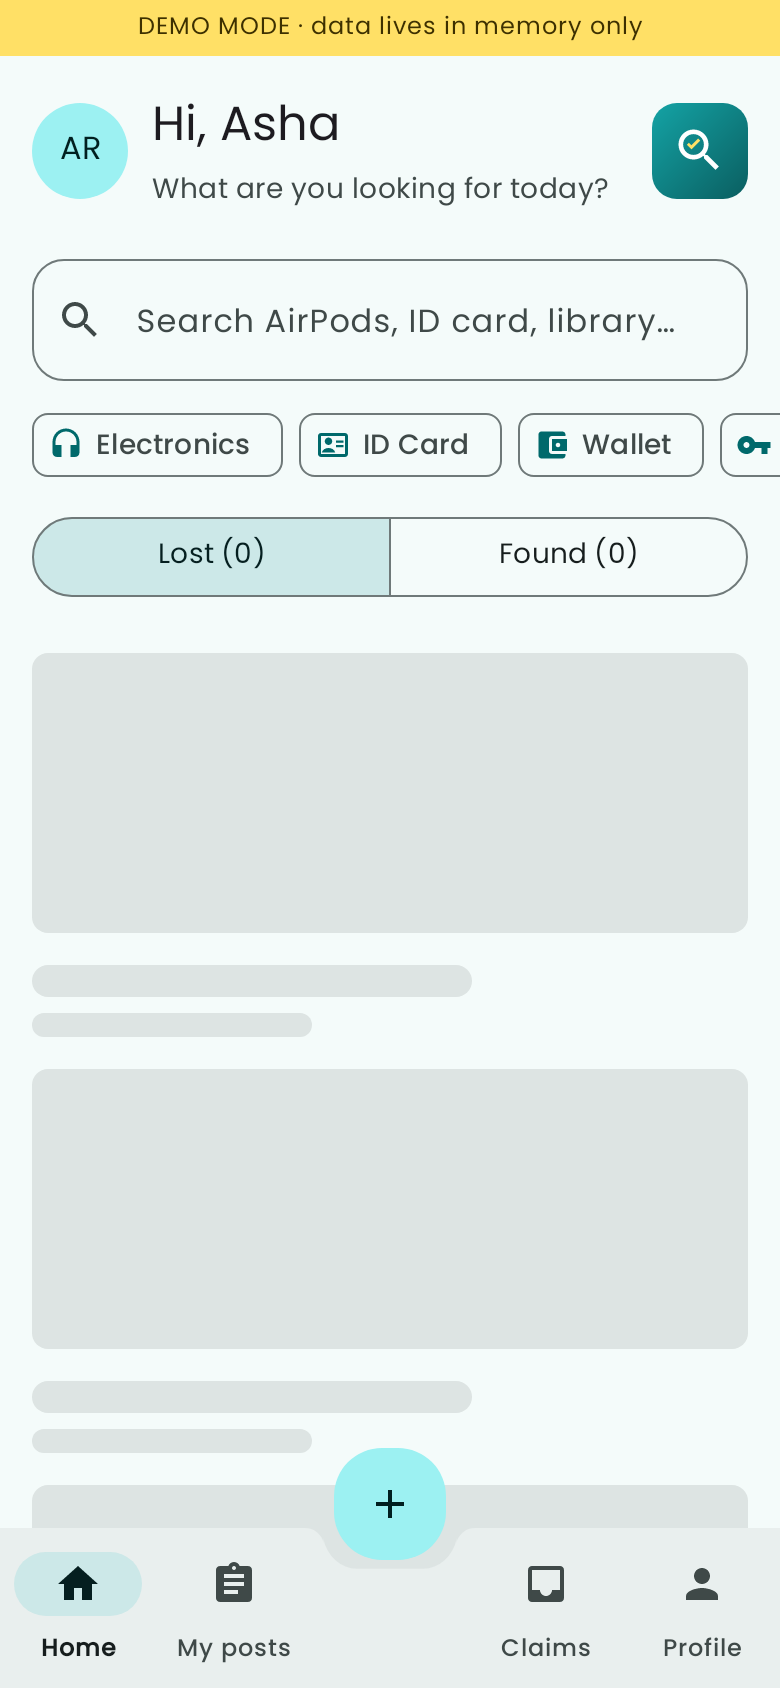 DEMO MODE · data lives in memory only
AR
Hi, Asha
What are you looking for today?
Search AirPods, ID card, library…
Electronics
ID Card
Wallet
Lost (0)
Found (0)
Home
My posts
Claims
Profile